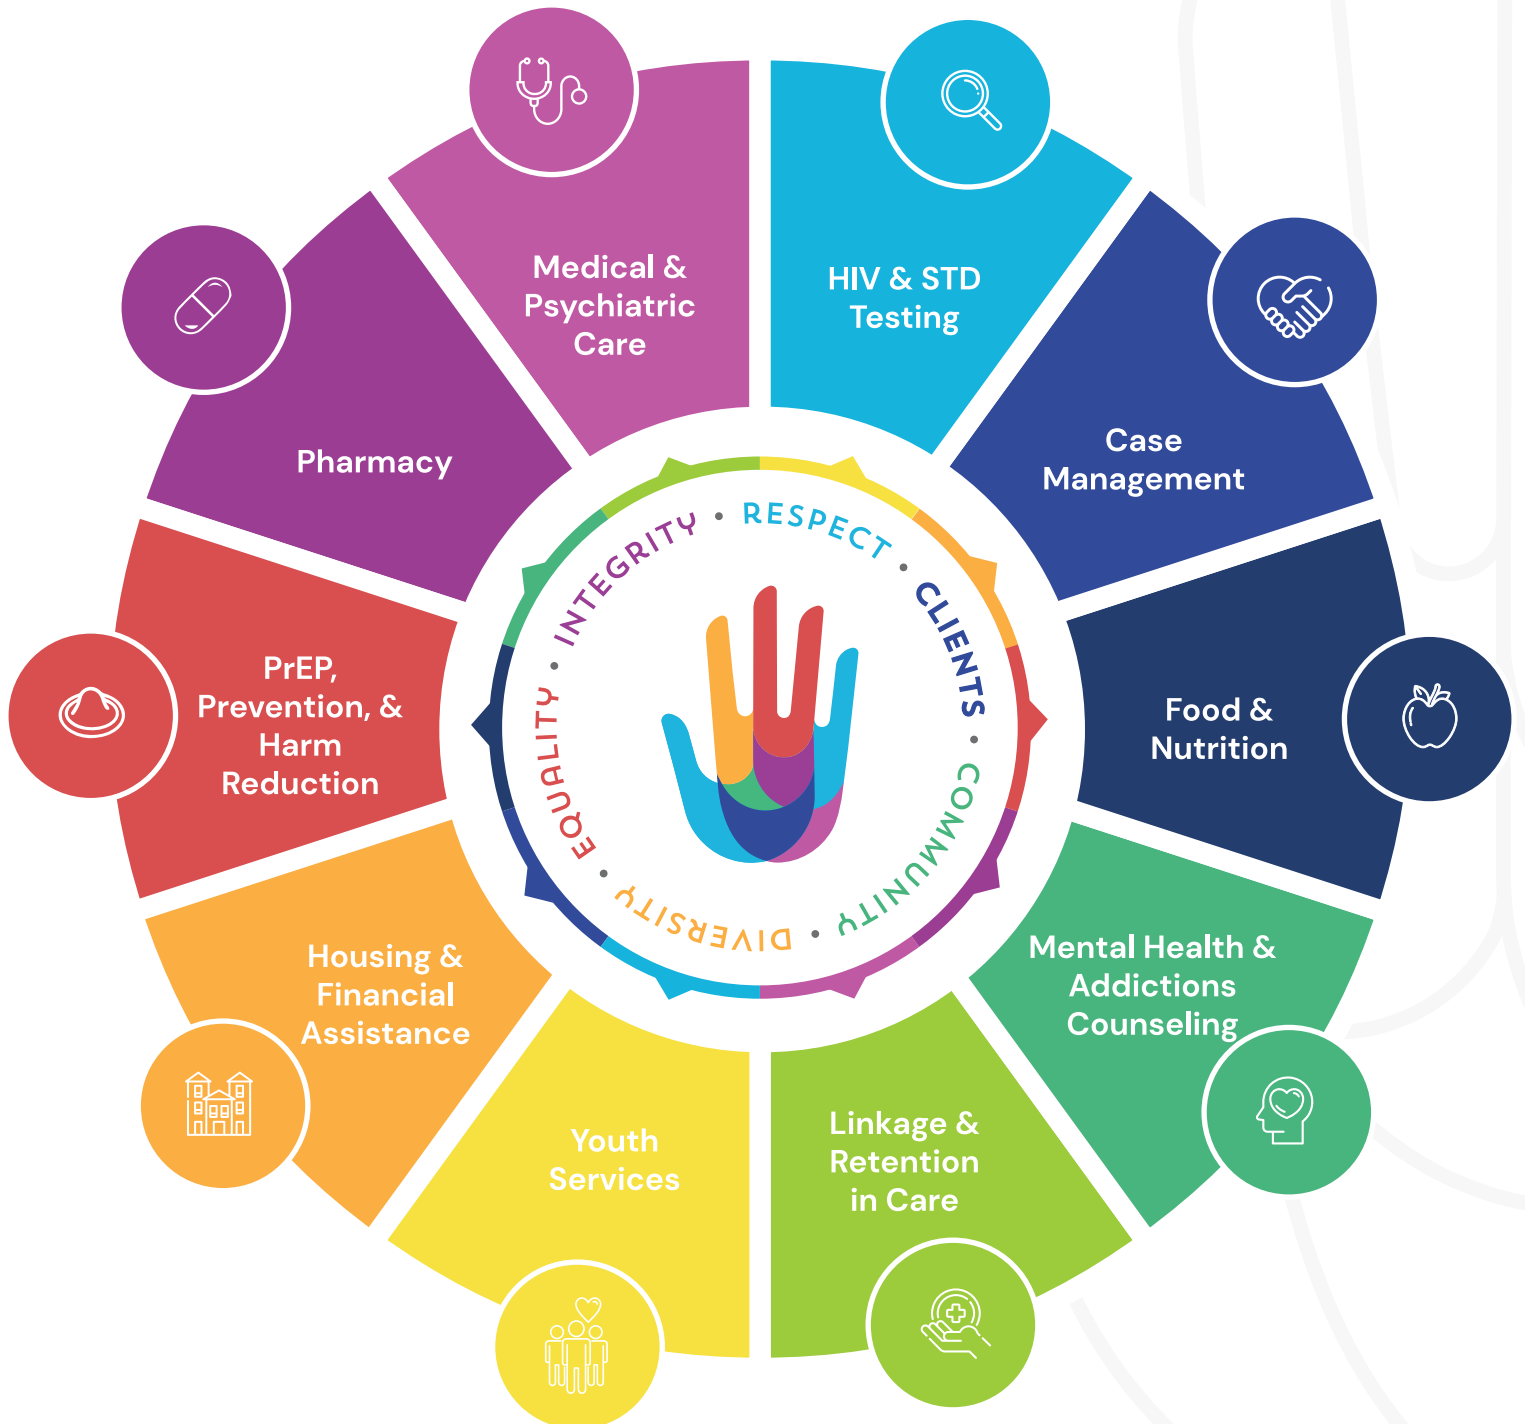 Medical &
Psychiatric
Care
HIV & STD
Testing
Case
Management
Food &
Nutrition
Mental Health &
Addictions
Counseling
Linkage &
Retention
in Care
Youth
Services
Housing &
Financial
Assistance
PrEP,
Prevention, &
Harm
Reduction
Pharmacy
RESPECT • CLIENTS • COMMUNITY • DIVERSITY • EQUALITY • INTEGRITY •